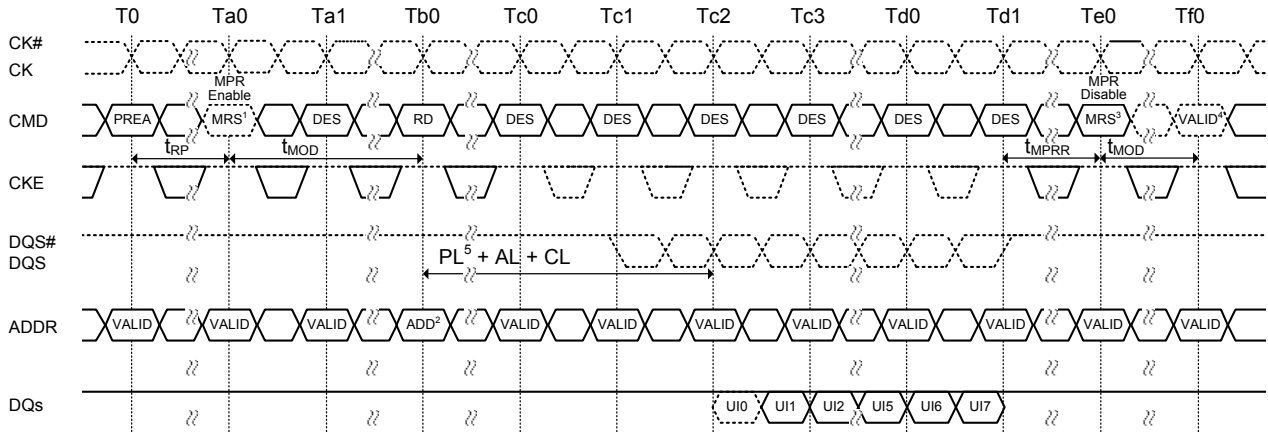 T0 Ta0 Ta1 Tb0 Tc0 Tc1 Tc2 Tc3 Td0 Td1 Te0 Tf0
CK#
CK
MPR Enable
MPR Disable
CMD PREA MRS¹ DES RD DES DES DES DES DES DES MRS³ VALID⁴
tRP tMOD tMPRR tMOD
CKE
DQS#
DQS
PL⁵ + AL + CL
ADDR VALID VALID VALID ADD² VALID VALID VALID VALID VALID VALID VALID VALID
DQs UI0 UI1 UI2 UI5 UI6 UI7